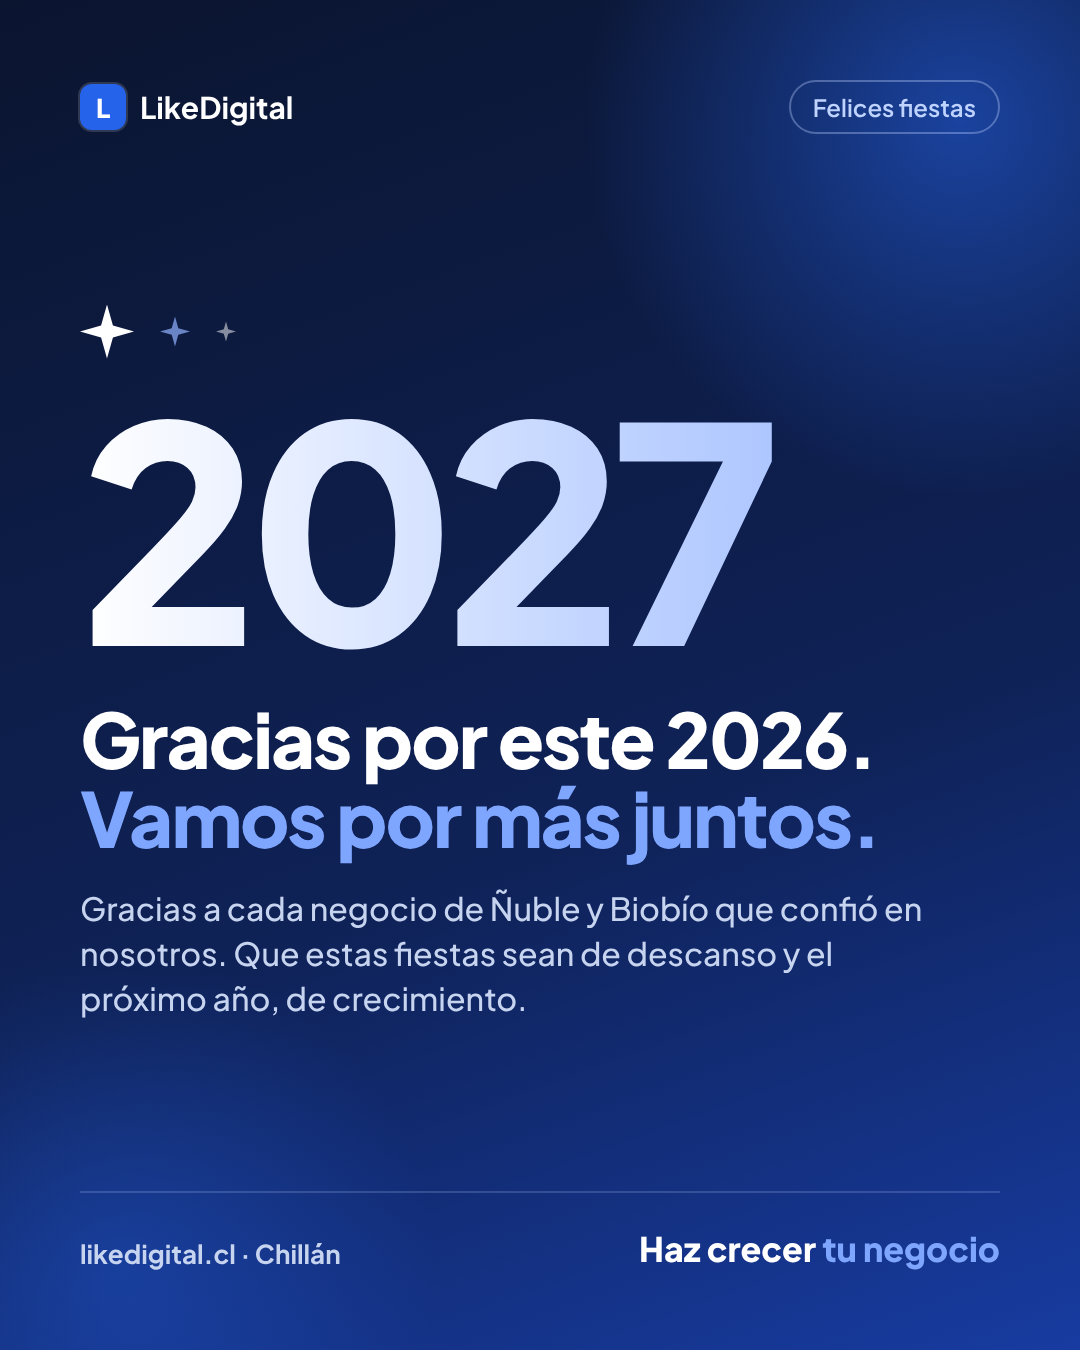 L LikeDigital
Felices fiestas
2027
Gracias por este 2026.
Vamos por más juntos.
Gracias a cada negocio de Ñuble y Biobío que confió en
nosotros. Que estas fiestas sean de descanso y el
próximo año, de crecimiento.
likedigital.cl · Chillán
Haz crecer tu negocio